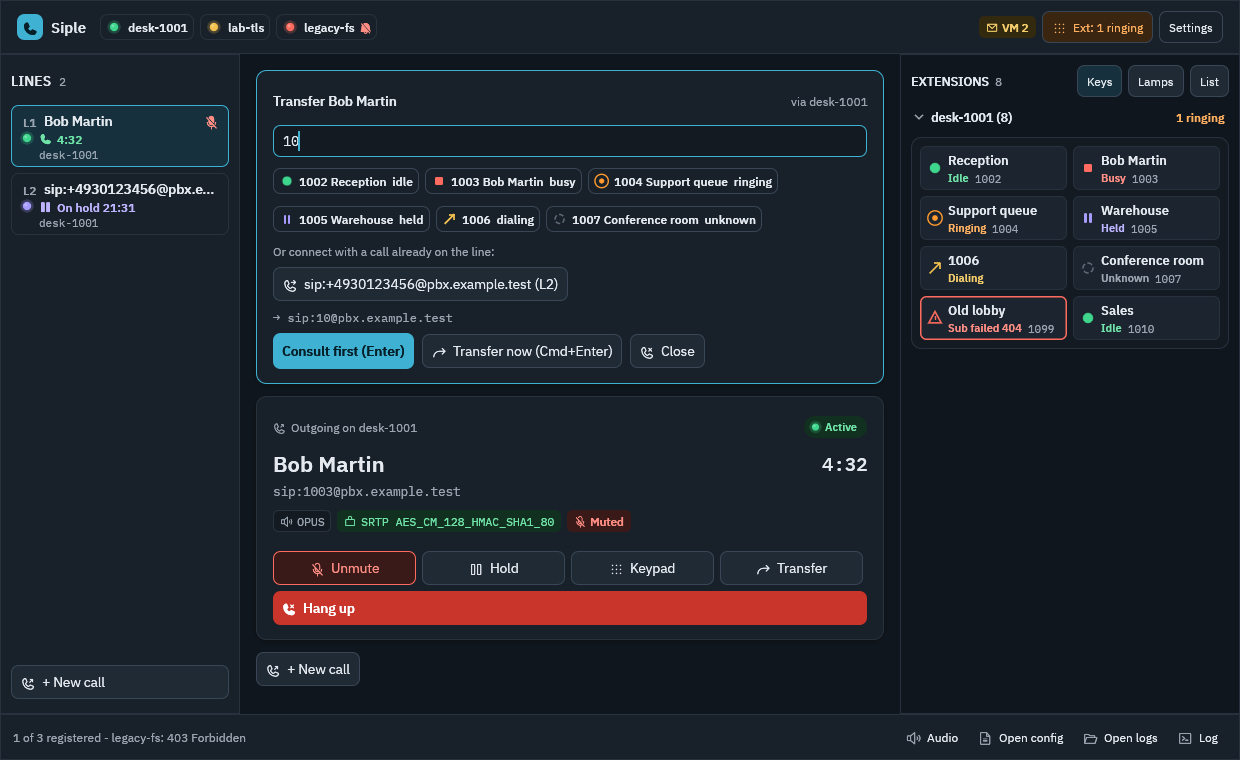 Siple
desk-1001
lab-tls
legacy-fs
VM 2
Ext: 1 ringing
Settings
LINES 2
L1 Bob Martin
4:32
desk-1001
L2 sip:+4930123456@pbx.e...
On hold 21:31
desk-1001
+ New call
Transfer Bob Martin
via desk-1001
10
1002 Reception idle
1003 Bob Martin busy
1004 Support queue ringing
1005 Warehouse held
1006 dialing
1007 Conference room unknown
Or connect with a call already on the line:
sip:+4930123456@pbx.example.test (L2)
→ sip:10@pbx.example.test
Consult first (Enter)
Transfer now (Cmd+Enter)
Close
Outgoing on desk-1001
Active
Bob Martin
4:32
sip:1003@pbx.example.test
OPUS
SRTP AES_CM_128_HMAC_SHA1_80
Muted
Unmute
Hold
Keypad
Transfer
Hang up
+ New call
EXTENSIONS 8
Keys
Lamps
List
desk-1001 (8)
1 ringing
Reception
Idle 1002
Bob Martin
Busy 1003
Support queue
Ringing 1004
Warehouse
Held 1005
1006
Dialing
Conference room
Unknown 1007
Old lobby
Sub failed 404 1099
Sales
Idle 1010
1 of 3 registered - legacy-fs: 403 Forbidden
Audio
Open config
Open logs
Log